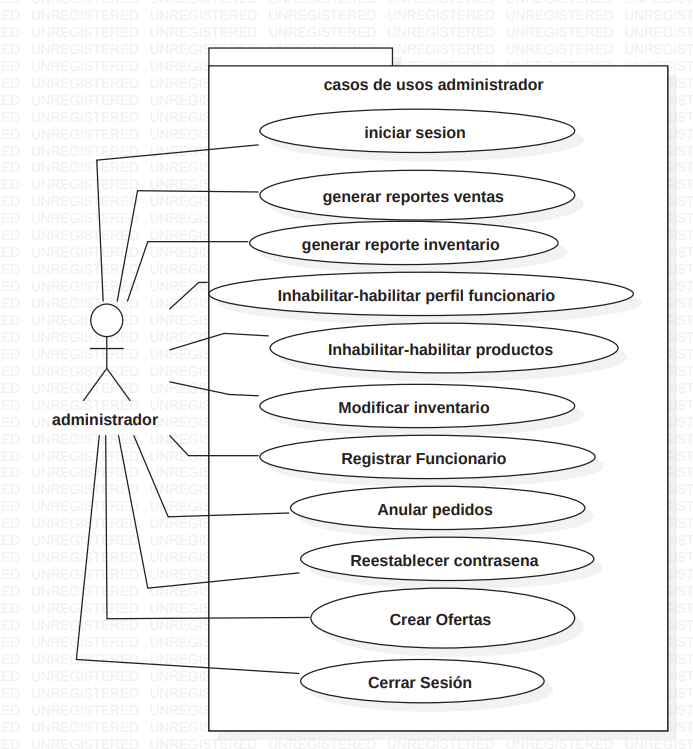 casos de usos administrador
iniciar sesion
generar reportes ventas
generar reporte inventario
Inhabilitar-habilitar perfil funcionario
Inhabilitar-habilitar productos
Modificar inventario
administrador
Registrar Funcionario
Anular pedidos
Reestablecer contrasena
Crear Ofertas
Cerrar Sesión
UNREGISTERED